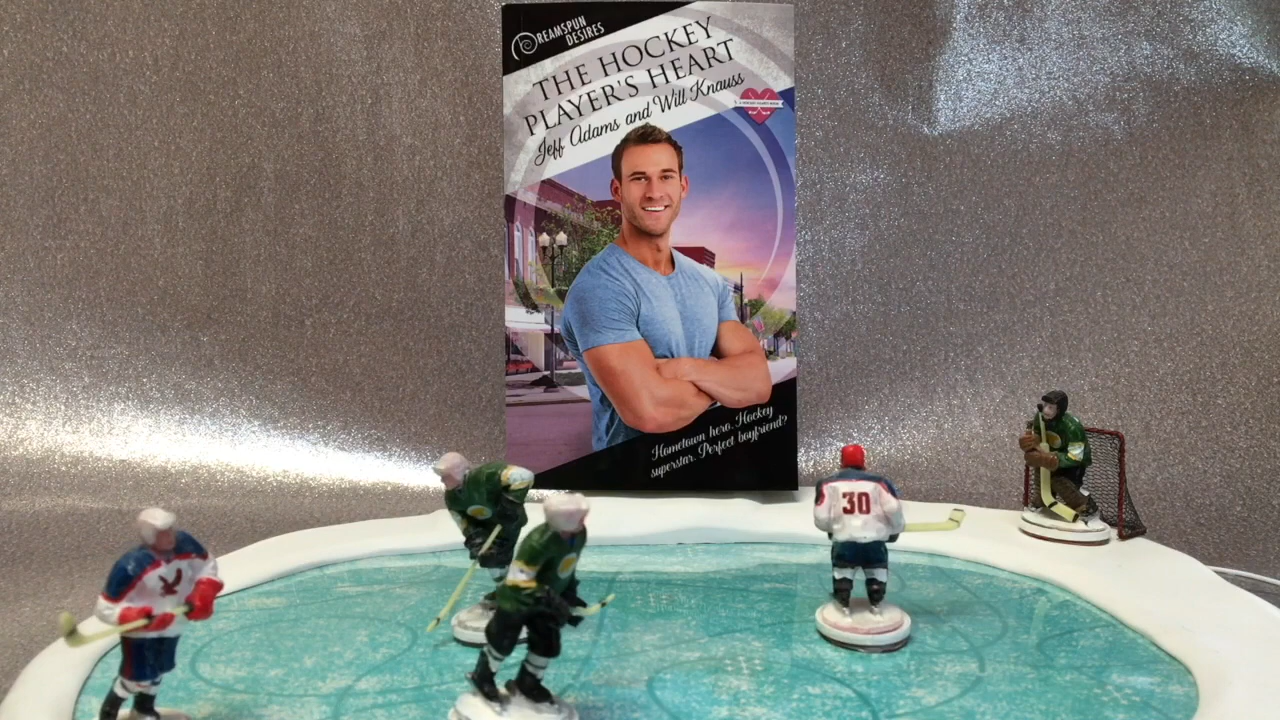 DREAMSPUN
DESIRES
THE HOCKEY
PLAYER'S HEART
Jeff Adams and Will Knauss
Hometown hero. Hockey
superstar. Perfect boyfriend?
30